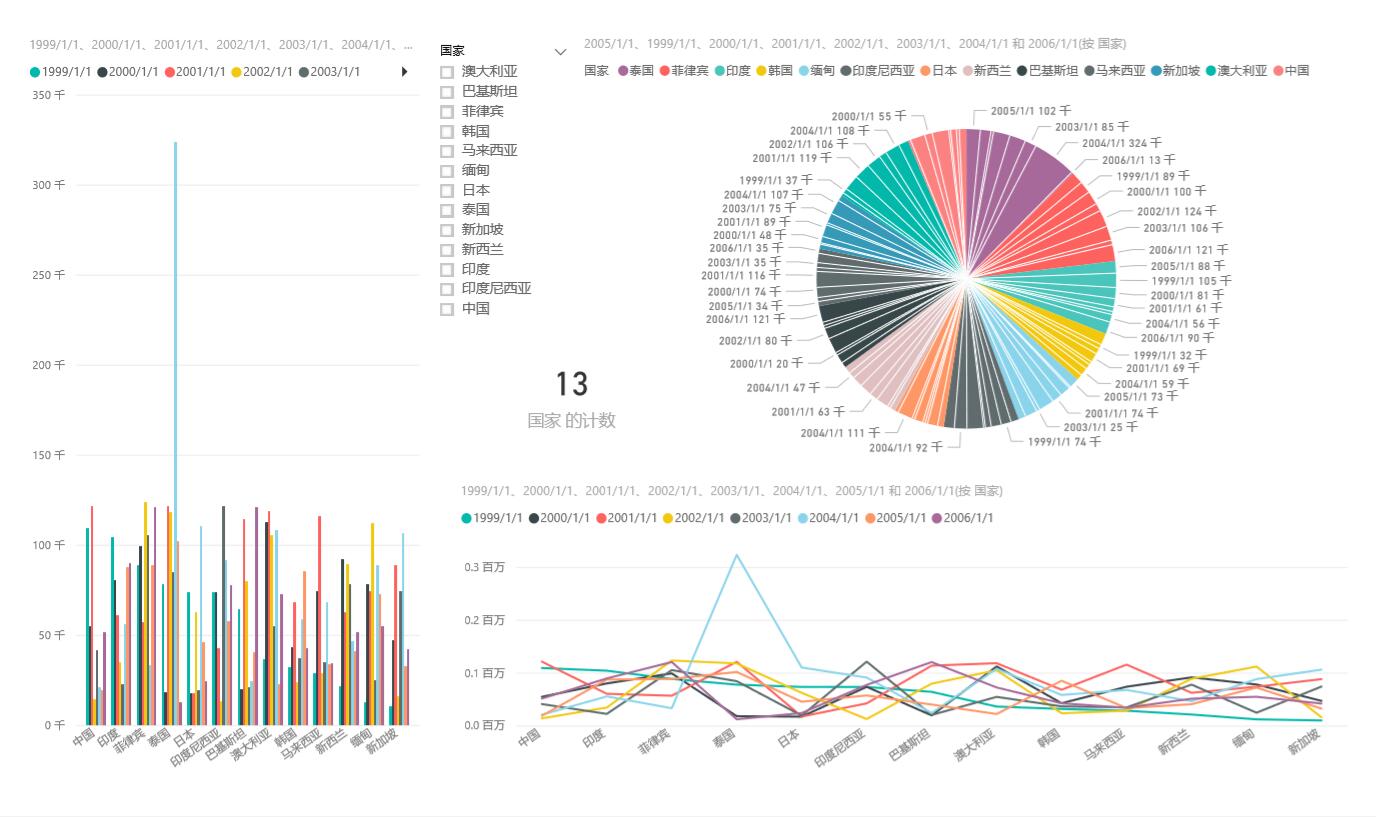 1999/1/1、2000/1/1、2001/1/1、2002/1/1、2003/1/1、2004/1/1、...
1999/1/1 2000/1/1 2001/1/1 2002/1/1 2003/1/1
350 千
300 千
250 千
200 千
150 千
100 千
50 千
0 千
中国 印度 菲律宾 泰国 日本 印度尼西亚 巴基斯坦 澳大利亚 韩国 马来西亚 新西兰 缅甸 新加坡
国家
澳大利亚
巴基斯坦
菲律宾
韩国
马来西亚
缅甸
日本
泰国
新加坡
新西兰
印度
印度尼西亚
中国
13
国家 的计数
2005/1/1、1999/1/1、2000/1/1、2001/1/1、2002/1/1、2003/1/1、2004/1/1 和 2006/1/1(按 国家)
国家 泰国 菲律宾 印度 韩国 缅甸 印度尼西亚 日本 新西兰 巴基斯坦 马来西亚 新加坡 澳大利亚 中国
2005/1/1 102 千
2003/1/1 85 千
2004/1/1 324 千
2006/1/1 13 千
1999/1/1 89 千
2000/1/1 100 千
2002/1/1 124 千
2003/1/1 106 千
2006/1/1 121 千
2005/1/1 88 千
1999/1/1 105 千
2000/1/1 81 千
2001/1/1 61 千
2004/1/1 56 千
2006/1/1 90 千
1999/1/1 32 千
2001/1/1 69 千
2004/1/1 59 千
2005/1/1 73 千
2001/1/1 74 千
2003/1/1 25 千
1999/1/1 74 千
2004/1/1 92 千
2004/1/1 111 千
2001/1/1 63 千
2004/1/1 47 千
2000/1/1 20 千
2002/1/1 80 千
2006/1/1 121 千
2005/1/1 34 千
2000/1/1 74 千
2001/1/1 116 千
2003/1/1 35 千
2006/1/1 35 千
2000/1/1 48 千
2001/1/1 89 千
2003/1/1 75 千
2004/1/1 107 千
1999/1/1 37 千
2001/1/1 119 千
2002/1/1 106 千
2004/1/1 108 千
2000/1/1 55 千
1999/1/1、2000/1/1、2001/1/1、2002/1/1、2003/1/1、2004/1/1、2005/1/1 和 2006/1/1(按 国家)
1999/1/1 2000/1/1 2001/1/1 2002/1/1 2003/1/1 2004/1/1 2005/1/1 2006/1/1
0.3 百万
0.2 百万
0.1 百万
0.0 百万
中国 印度 菲律宾 泰国 日本 印度尼西亚 巴基斯坦 澳大利亚 韩国 马来西亚 新西兰 缅甸 新加坡